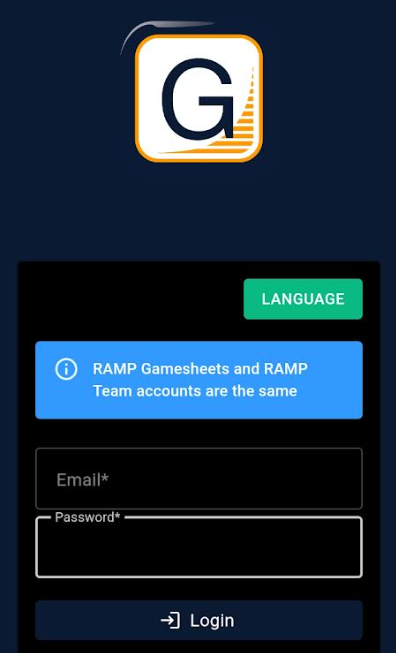 G
LANGUAGE
RAMP Gamesheets and RAMP
Team accounts are the same
Email*
Password*
Login